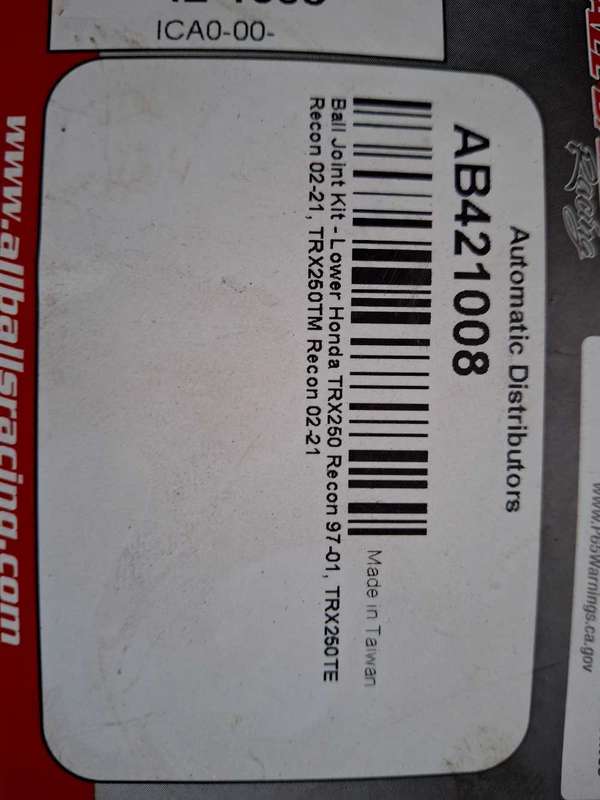 ICA0-00-
Automatic Distributors
AB421008
Made in Taiwan
Ball Joint Kit - Lower Honda TRX250 Recon 97-01, TRX250TE
Recon 02-21, TRX250TM Recon 02-21
www.allballsracing.com
Racing
www.P65Warnings.ca.gov